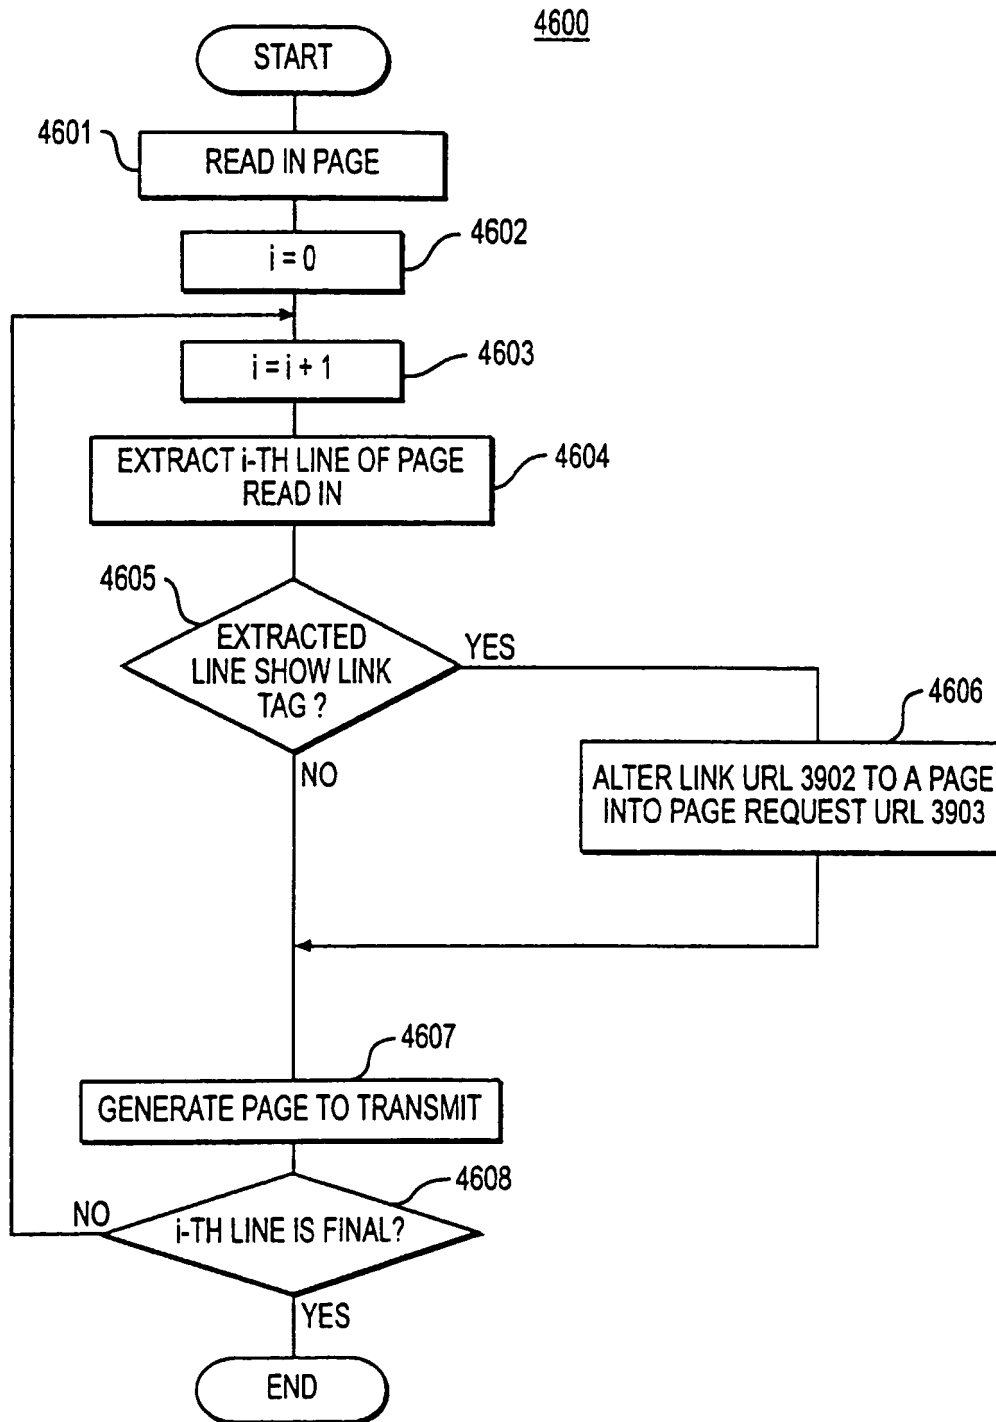 4600
START
4601
READ IN PAGE
4602
i = 0
4603
i = i + 1
4604
EXTRACT i-TH LINE OF PAGE
READ IN
4605
EXTRACTED
LINE SHOW LINK
TAG ?
YES
NO
4606
ALTER LINK URL 3902 TO A PAGE
INTO PAGE REQUEST URL 3903
4607
GENERATE PAGE TO TRANSMIT
4608
i-TH LINE IS FINAL?
NO
YES
END